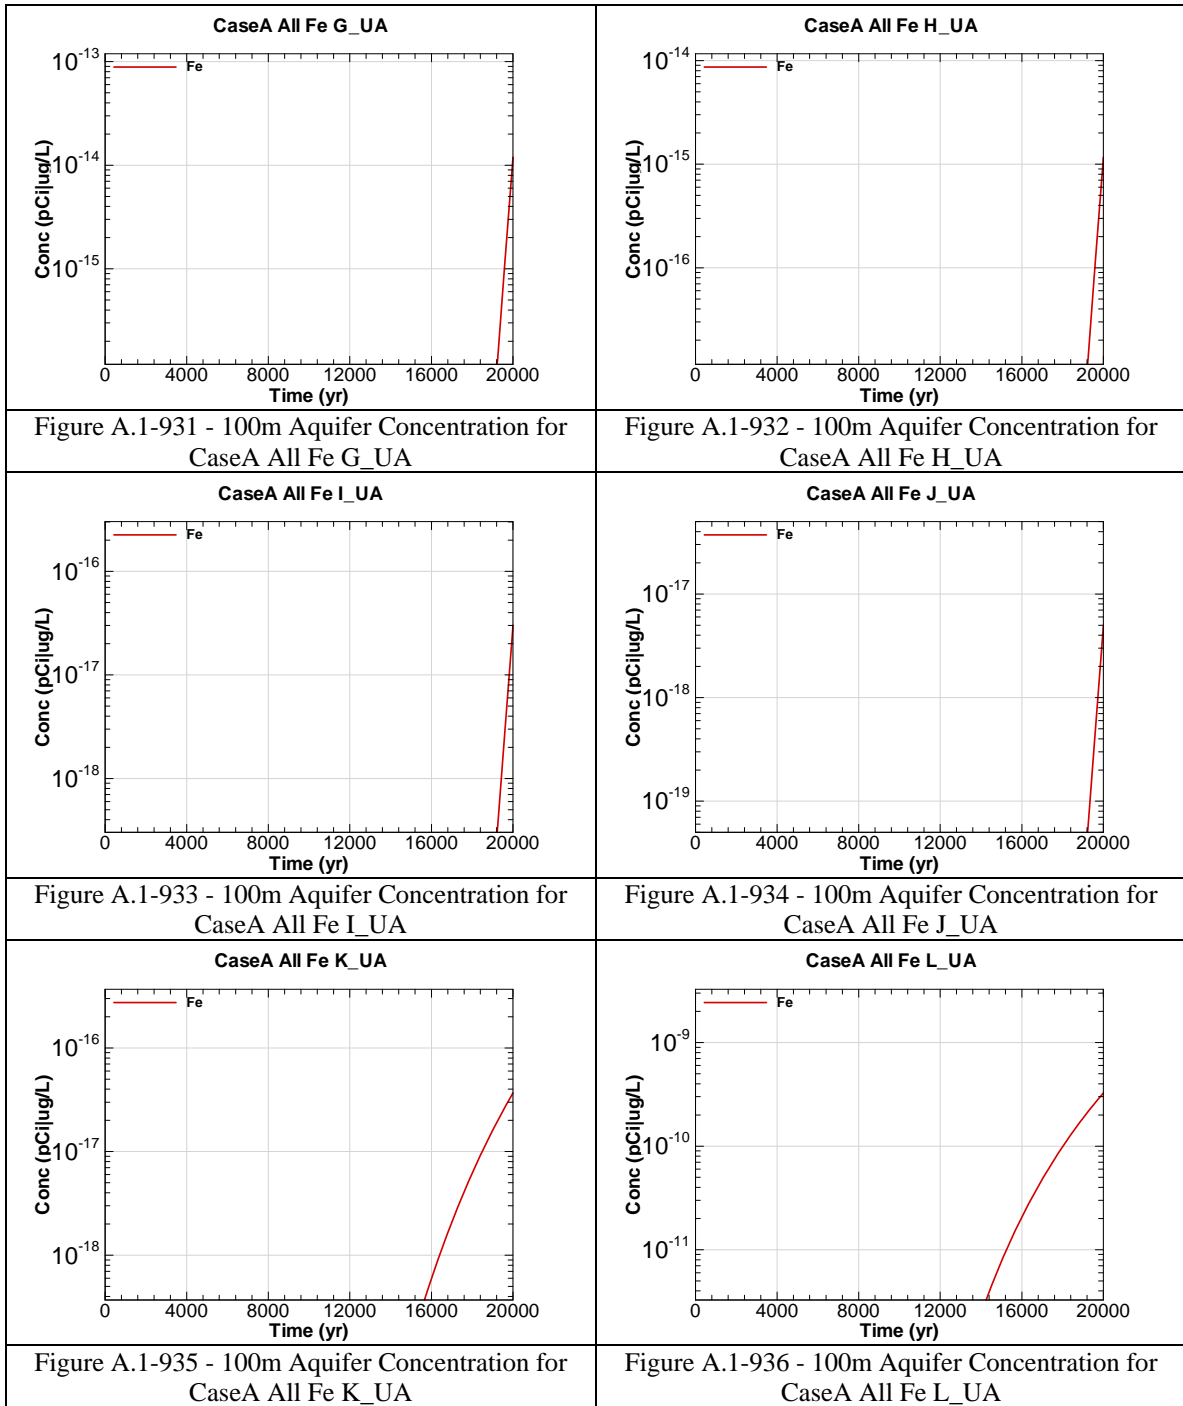 CaseA All Fe G_UA
Fe
10-13
10-14
10-15
Conc (pCi|ug/L)
0 4000 8000 12000 16000 20000
Time (yr)
Figure A.1-931 - 100m Aquifer Concentration for
CaseA All Fe G_UA
CaseA All Fe H_UA
Fe
10-14
10-15
10-16
Conc (pCi|ug/L)
0 4000 8000 12000 16000 20000
Time (yr)
Figure A.1-932 - 100m Aquifer Concentration for
CaseA All Fe H_UA
CaseA All Fe I_UA
Fe
10-16
10-17
10-18
Conc (pCi|ug/L)
0 4000 8000 12000 16000 20000
Time (yr)
Figure A.1-933 - 100m Aquifer Concentration for
CaseA All Fe I_UA
CaseA All Fe J_UA
Fe
10-17
10-18
10-19
Conc (pCi|ug/L)
0 4000 8000 12000 16000 20000
Time (yr)
Figure A.1-934 - 100m Aquifer Concentration for
CaseA All Fe J_UA
CaseA All Fe K_UA
Fe
10-16
10-17
10-18
Conc (pCi|ug/L)
0 4000 8000 12000 16000 20000
Time (yr)
Figure A.1-935 - 100m Aquifer Concentration for
CaseA All Fe K_UA
CaseA All Fe L_UA
Fe
10-9
10-10
10-11
Conc (pCi|ug/L)
0 4000 8000 12000 16000 20000
Time (yr)
Figure A.1-936 - 100m Aquifer Concentration for
CaseA All Fe L_UA